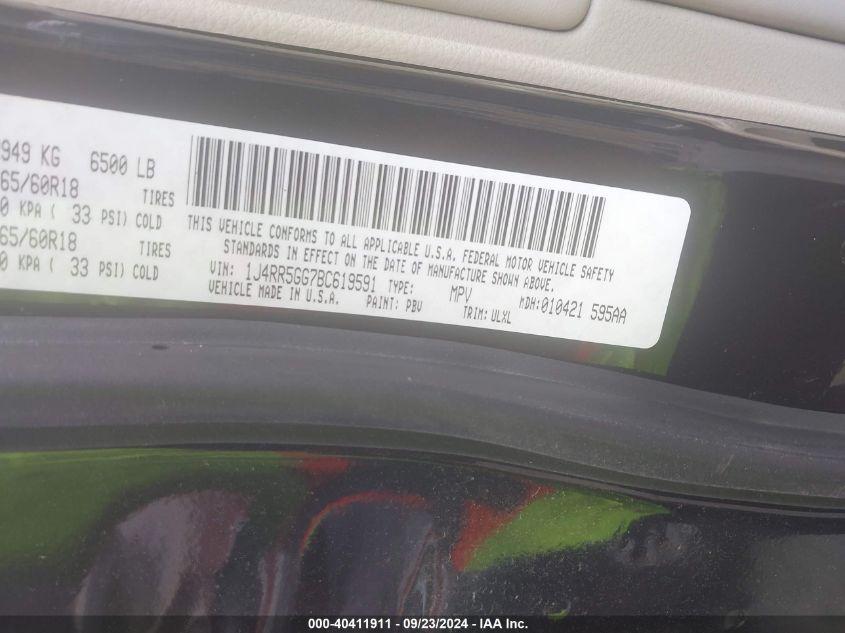 949 KG 6500 LB
65/60R18 TIRES
0 KPA ( 33 PSI) COLD
65/60R18 TIRES
0 KPA ( 33 PSI) COLD
THIS VEHICLE CONFORMS TO ALL APPLICABLE U.S.A. FEDERAL MOTOR VEHICLE SAFETY
STANDARDS IN EFFECT ON THE DATE OF MANUFACTURE SHOWN ABOVE.
VIN: 1J4RR5GG7BC619591 TYPE: MPV MDH:010421 595AA
VEHICLE MADE IN U.S.A. PAINT: PBV TRIM: ULXL
000-40411911 - 09/23/2024 - IAA Inc.